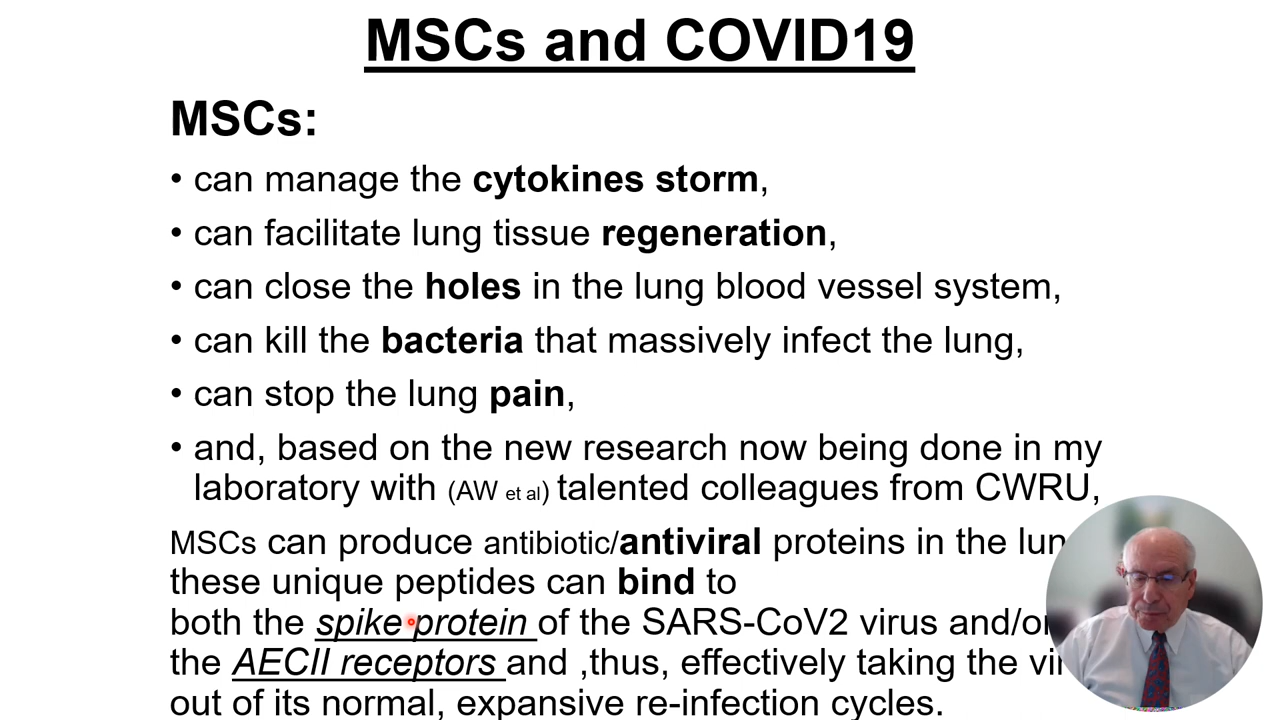 MSCs and COVID19
MSCs:
• can manage the cytokines storm,
• can facilitate lung tissue regeneration,
• can close the holes in the lung blood vessel system,
• can kill the bacteria that massively infect the lung,
• can stop the lung pain,
• and, based on the new research now being done in my
laboratory with (AW et al) talented colleagues from CWRU,
MSCs can produce antibiotic/antiviral proteins in the
these unique peptides can bind to
both the spike protein of the SARS-CoV2 virus and/or
the AECII receptors and ,thus, effectively taking the
out of its normal, expansive re-infection cycles.